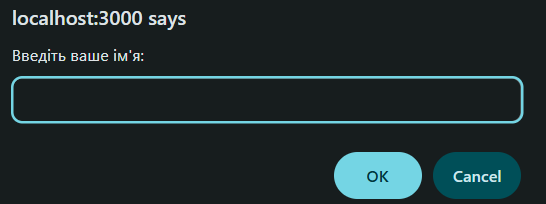 localhost:3000 says
Введіть ваше ім'я:
OK Cancel